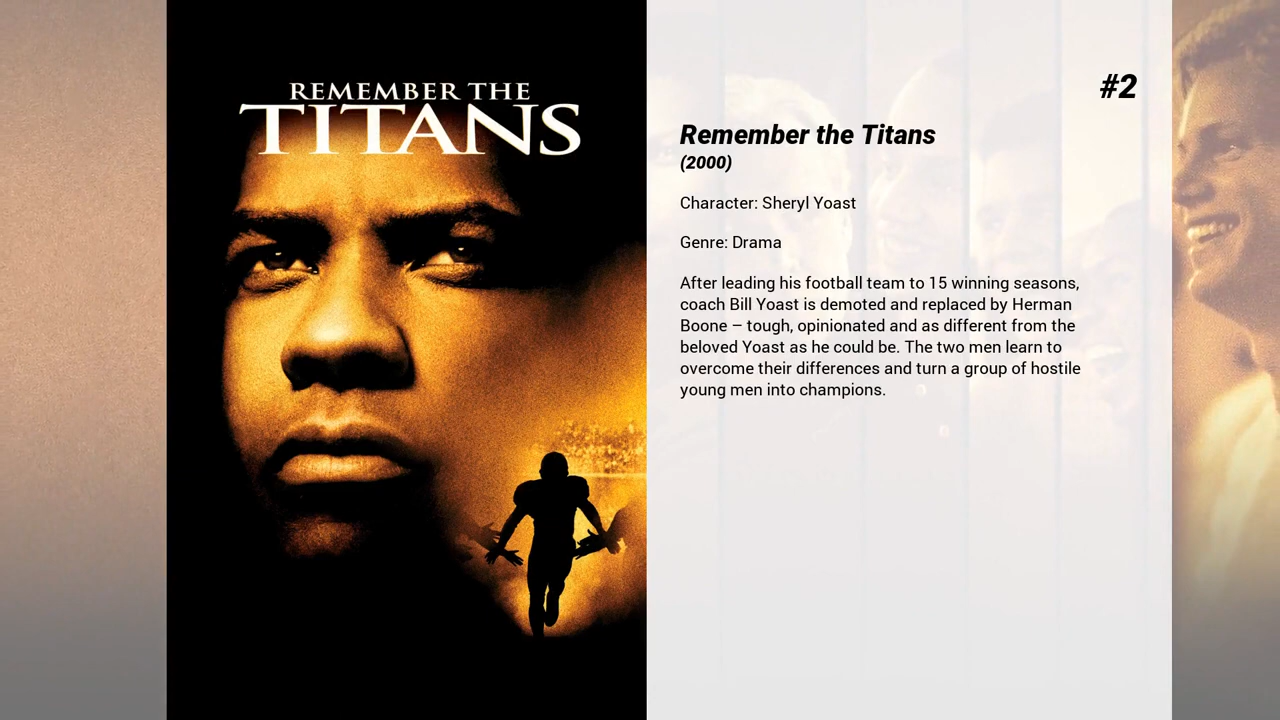 REMEMBER THE
TITANS
#2
Remember the Titans
(2000)
Character: Sheryl Yoast
Genre: Drama
After leading his football team to 15 winning seasons,
coach Bill Yoast is demoted and replaced by Herman
Boone – tough, opinionated and as different from the
beloved Yoast as he could be. The two men learn to
overcome their differences and turn a group of hostile
young men into champions.